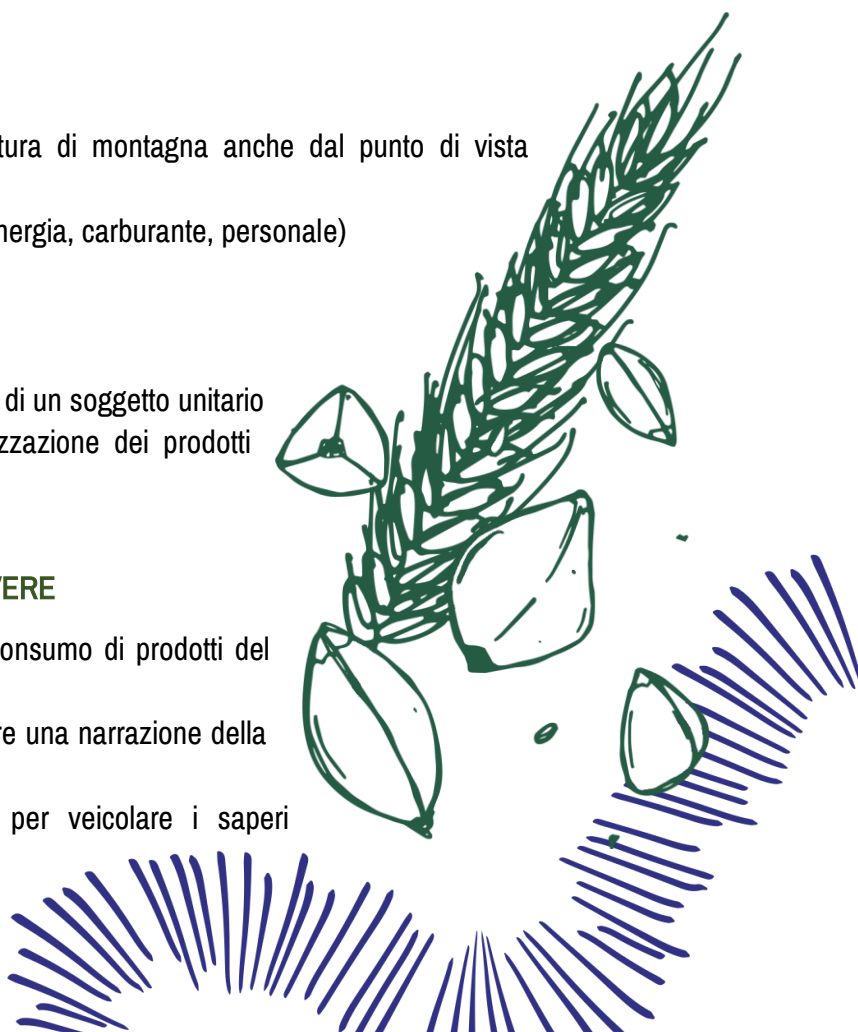 tura di montagna anche dal punto di vista
nergia, carburante, personale)
di un soggetto unitario
zzazione dei prodotti
VERE
onsumo di prodotti del
re una narrazione della
per veicolare i saperi